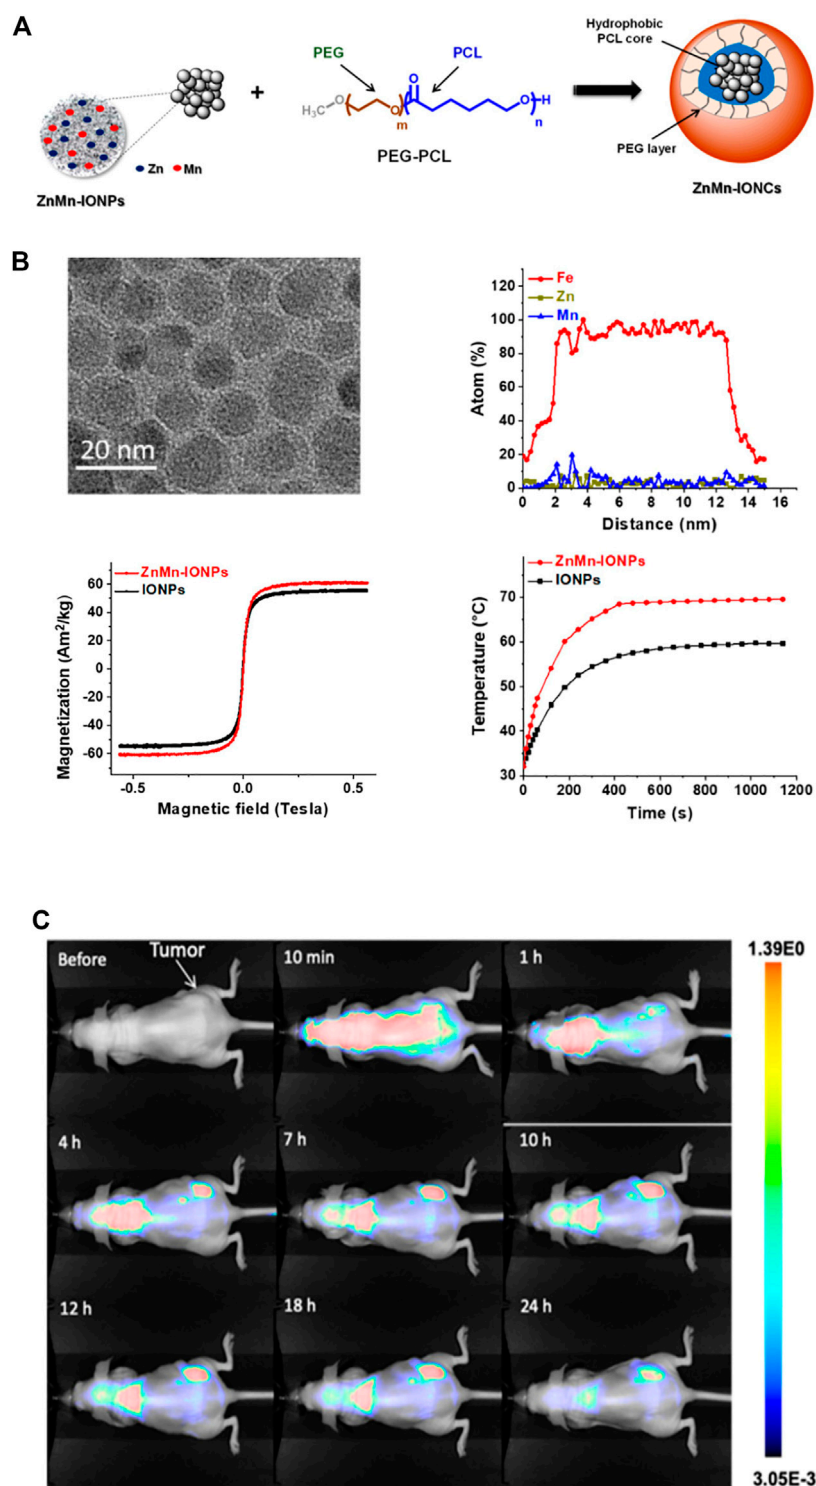 A
PEG
PCL
Hydrophobic
PCL core
+
H₃C
O
O
m
O
O
H
n
Zn
Mn
PEG layer
ZnMn-IONPs
PEG-PCL
ZnMn-IONCs
B
20 nm
Fe
Zn
Mn
Atom (%)
120
100
80
60
40
20
0
0 2 4 6 8 10 12 14 16
Distance (nm)
ZnMn-IONPs
IONPs
Magnetization (Am²/kg)
60
40
20
0
-20
-40
-60
-0.5 0.0 0.5
Magnetic field (Tesla)
ZnMn-IONPs
IONPs
Temperature (°C)
70
60
50
40
30
0 200 400 600 800 1000 1200
Time (s)
C
Before
Tumor
10 min
1 h
4 h
7 h
10 h
12 h
18 h
24 h
1.39E0
3.05E-3